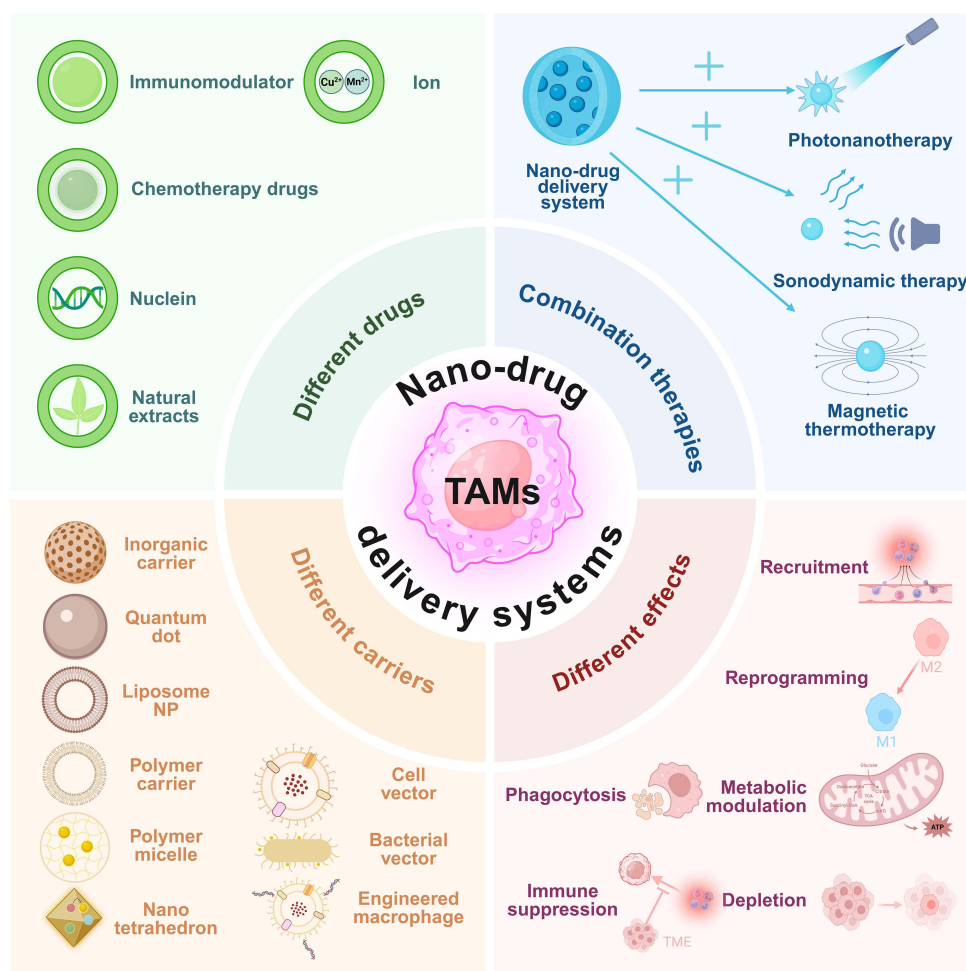 Immunomodulator
Cu²⁺ Mn²⁺
Ion
Chemotherapy drugs
Nuclein
Natural
extracts
Nano-drug
delivery
system
Photonanotherapy
Sonodynamic therapy
Magnetic
thermotherapy
Different drugs
Combination therapies
Nano-drug
TAMs
delivery systems
Different carriers
Different effects
Inorganic
carrier
Quantum
dot
Liposome
NP
Polymer
carrier
Polymer
micelle
Nano
tetrahedron
Cell
vector
Bacterial
vector
Engineered
macrophage
Recruitment
Reprogramming
M2
M1
Phagocytosis
Metabolic
modulation
Glucose
TCA
cycle
ATP
Immune
suppression
TME
Depletion